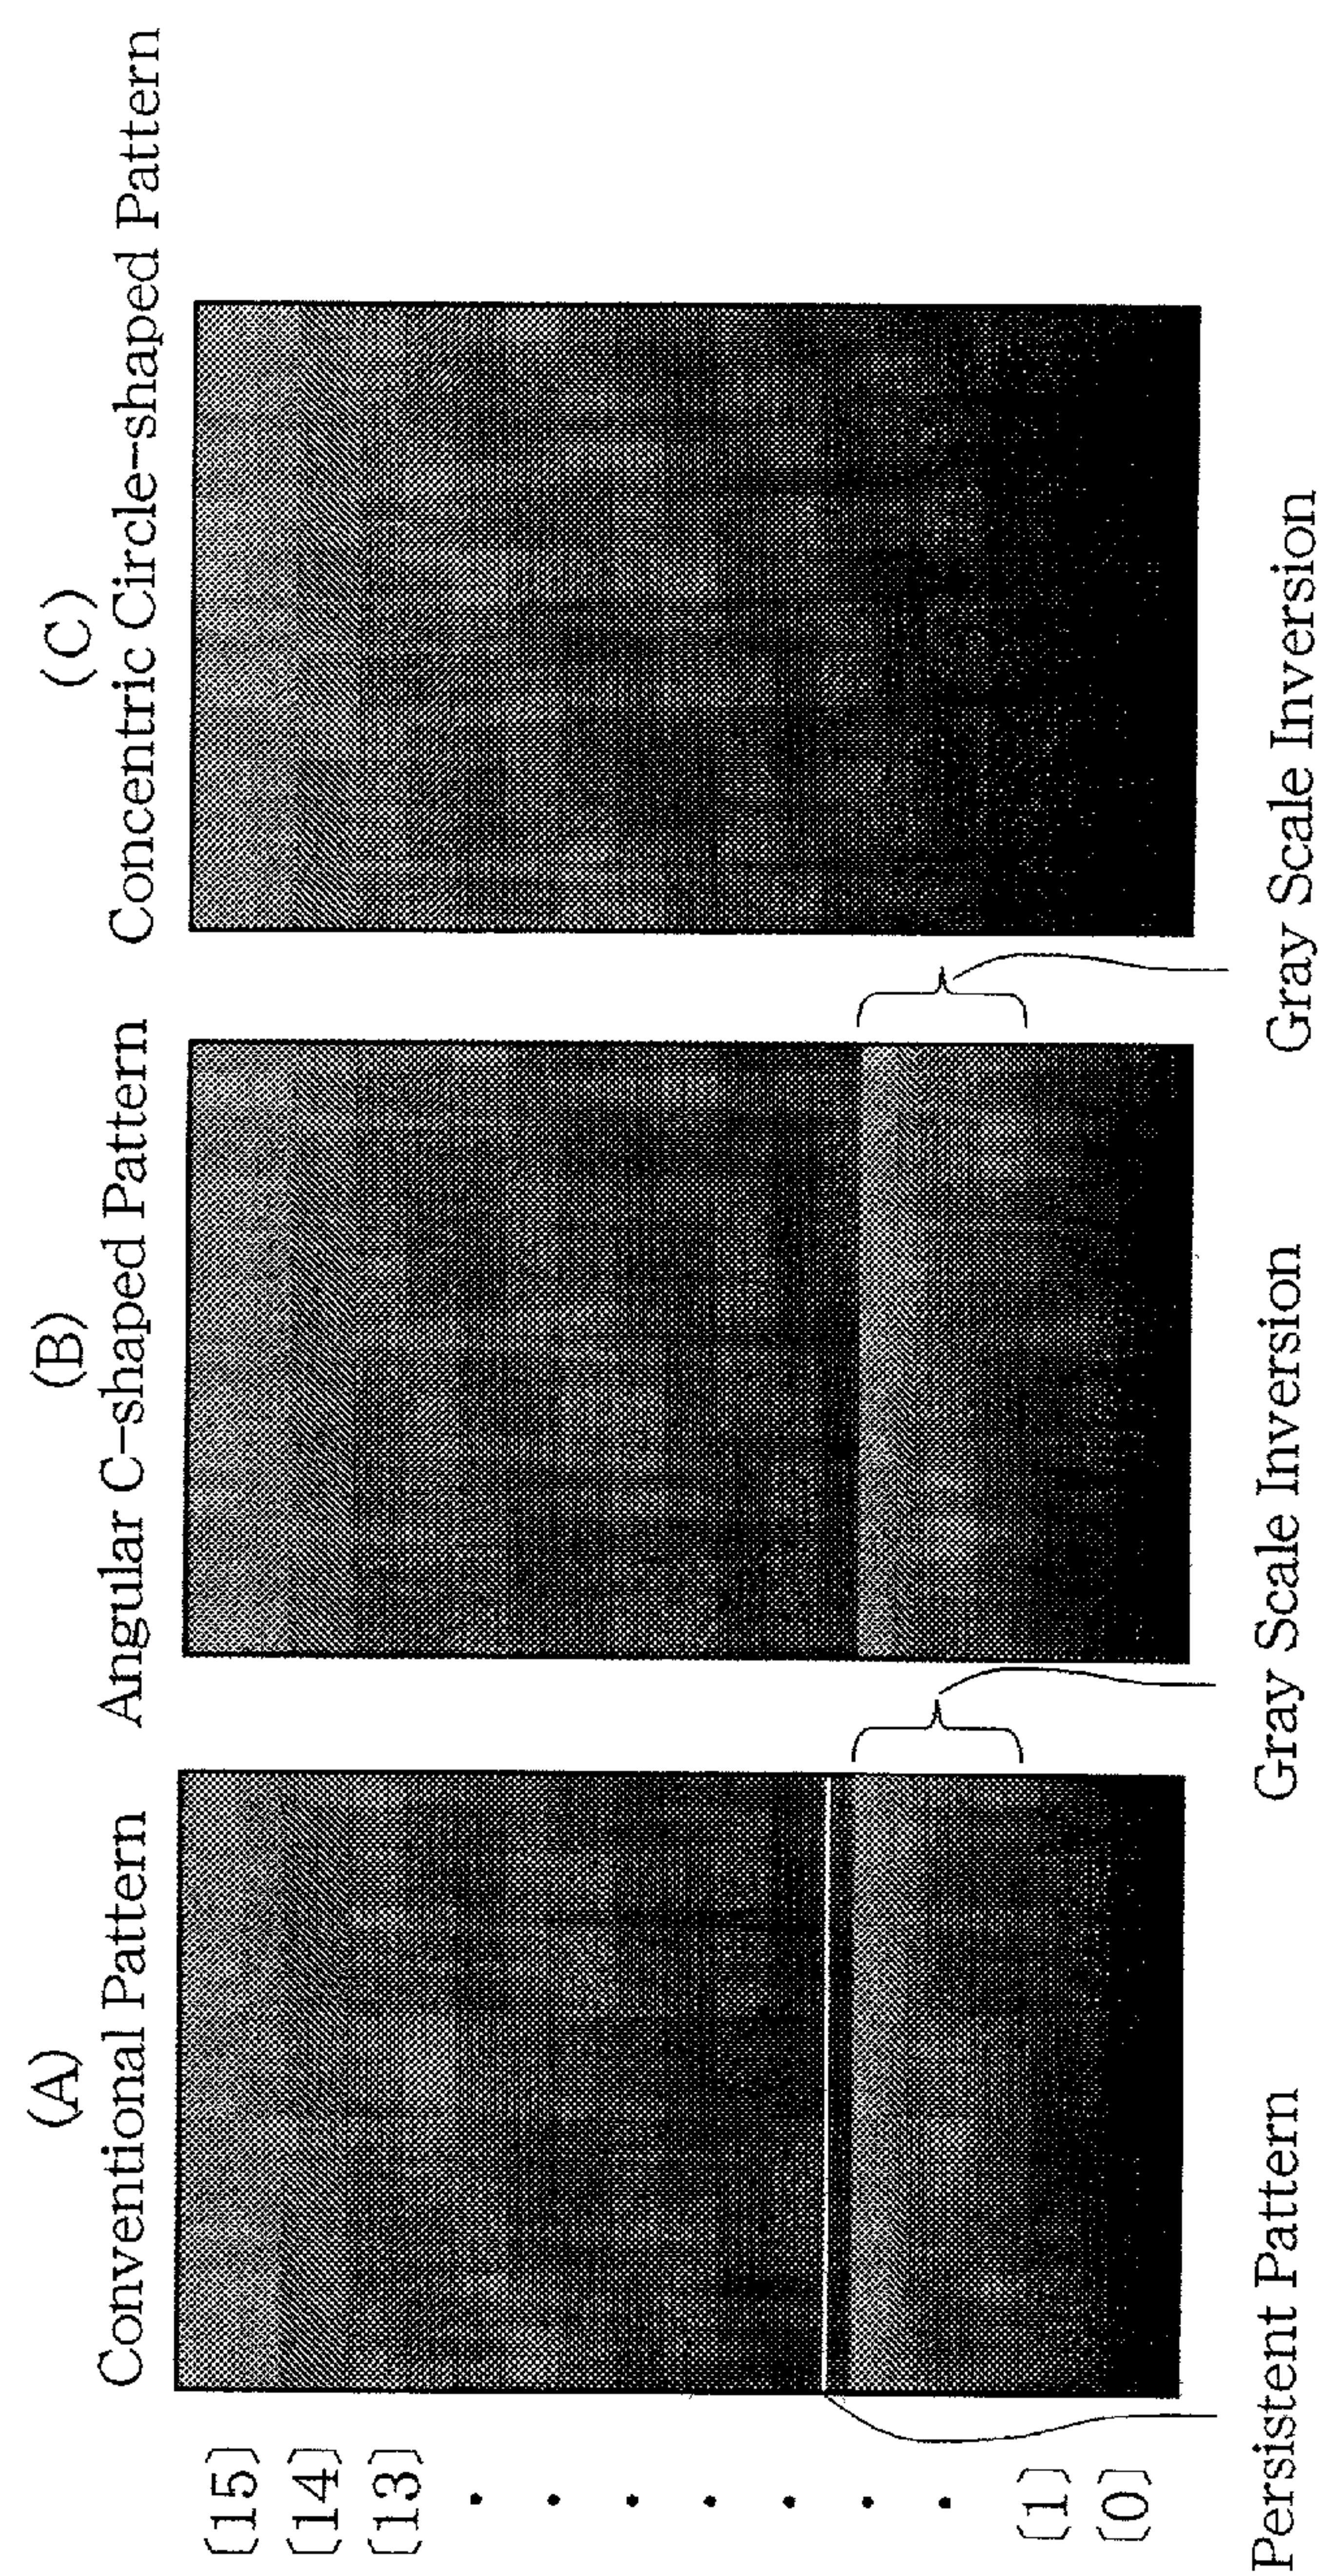 (A)
Conventional Pattern
(B)
Angular C-shaped Pattern
(C)
Concentric Circle-shaped Pattern
[15]
[14]
[13]
[1]
[0]
Persistent Pattern
Gray Scale Inversion
Gray Scale Inversion